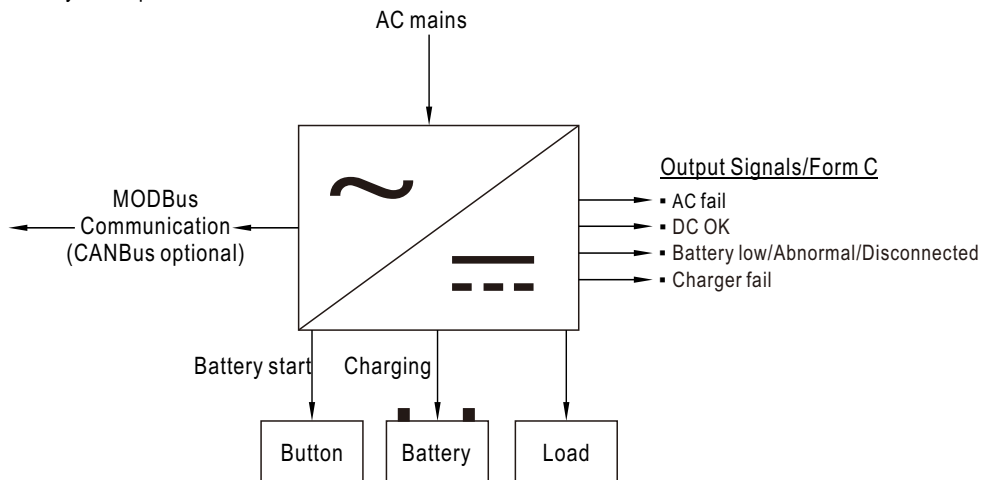 AC mains
Output Signals/Form C
▪ AC fail
▪ DC OK
▪ Battery low/Abnormal/Disconnected
▪ Charger fail
MODBus
Communication
(CANBus optional)
Battery start
Charging
Button
Battery
Load